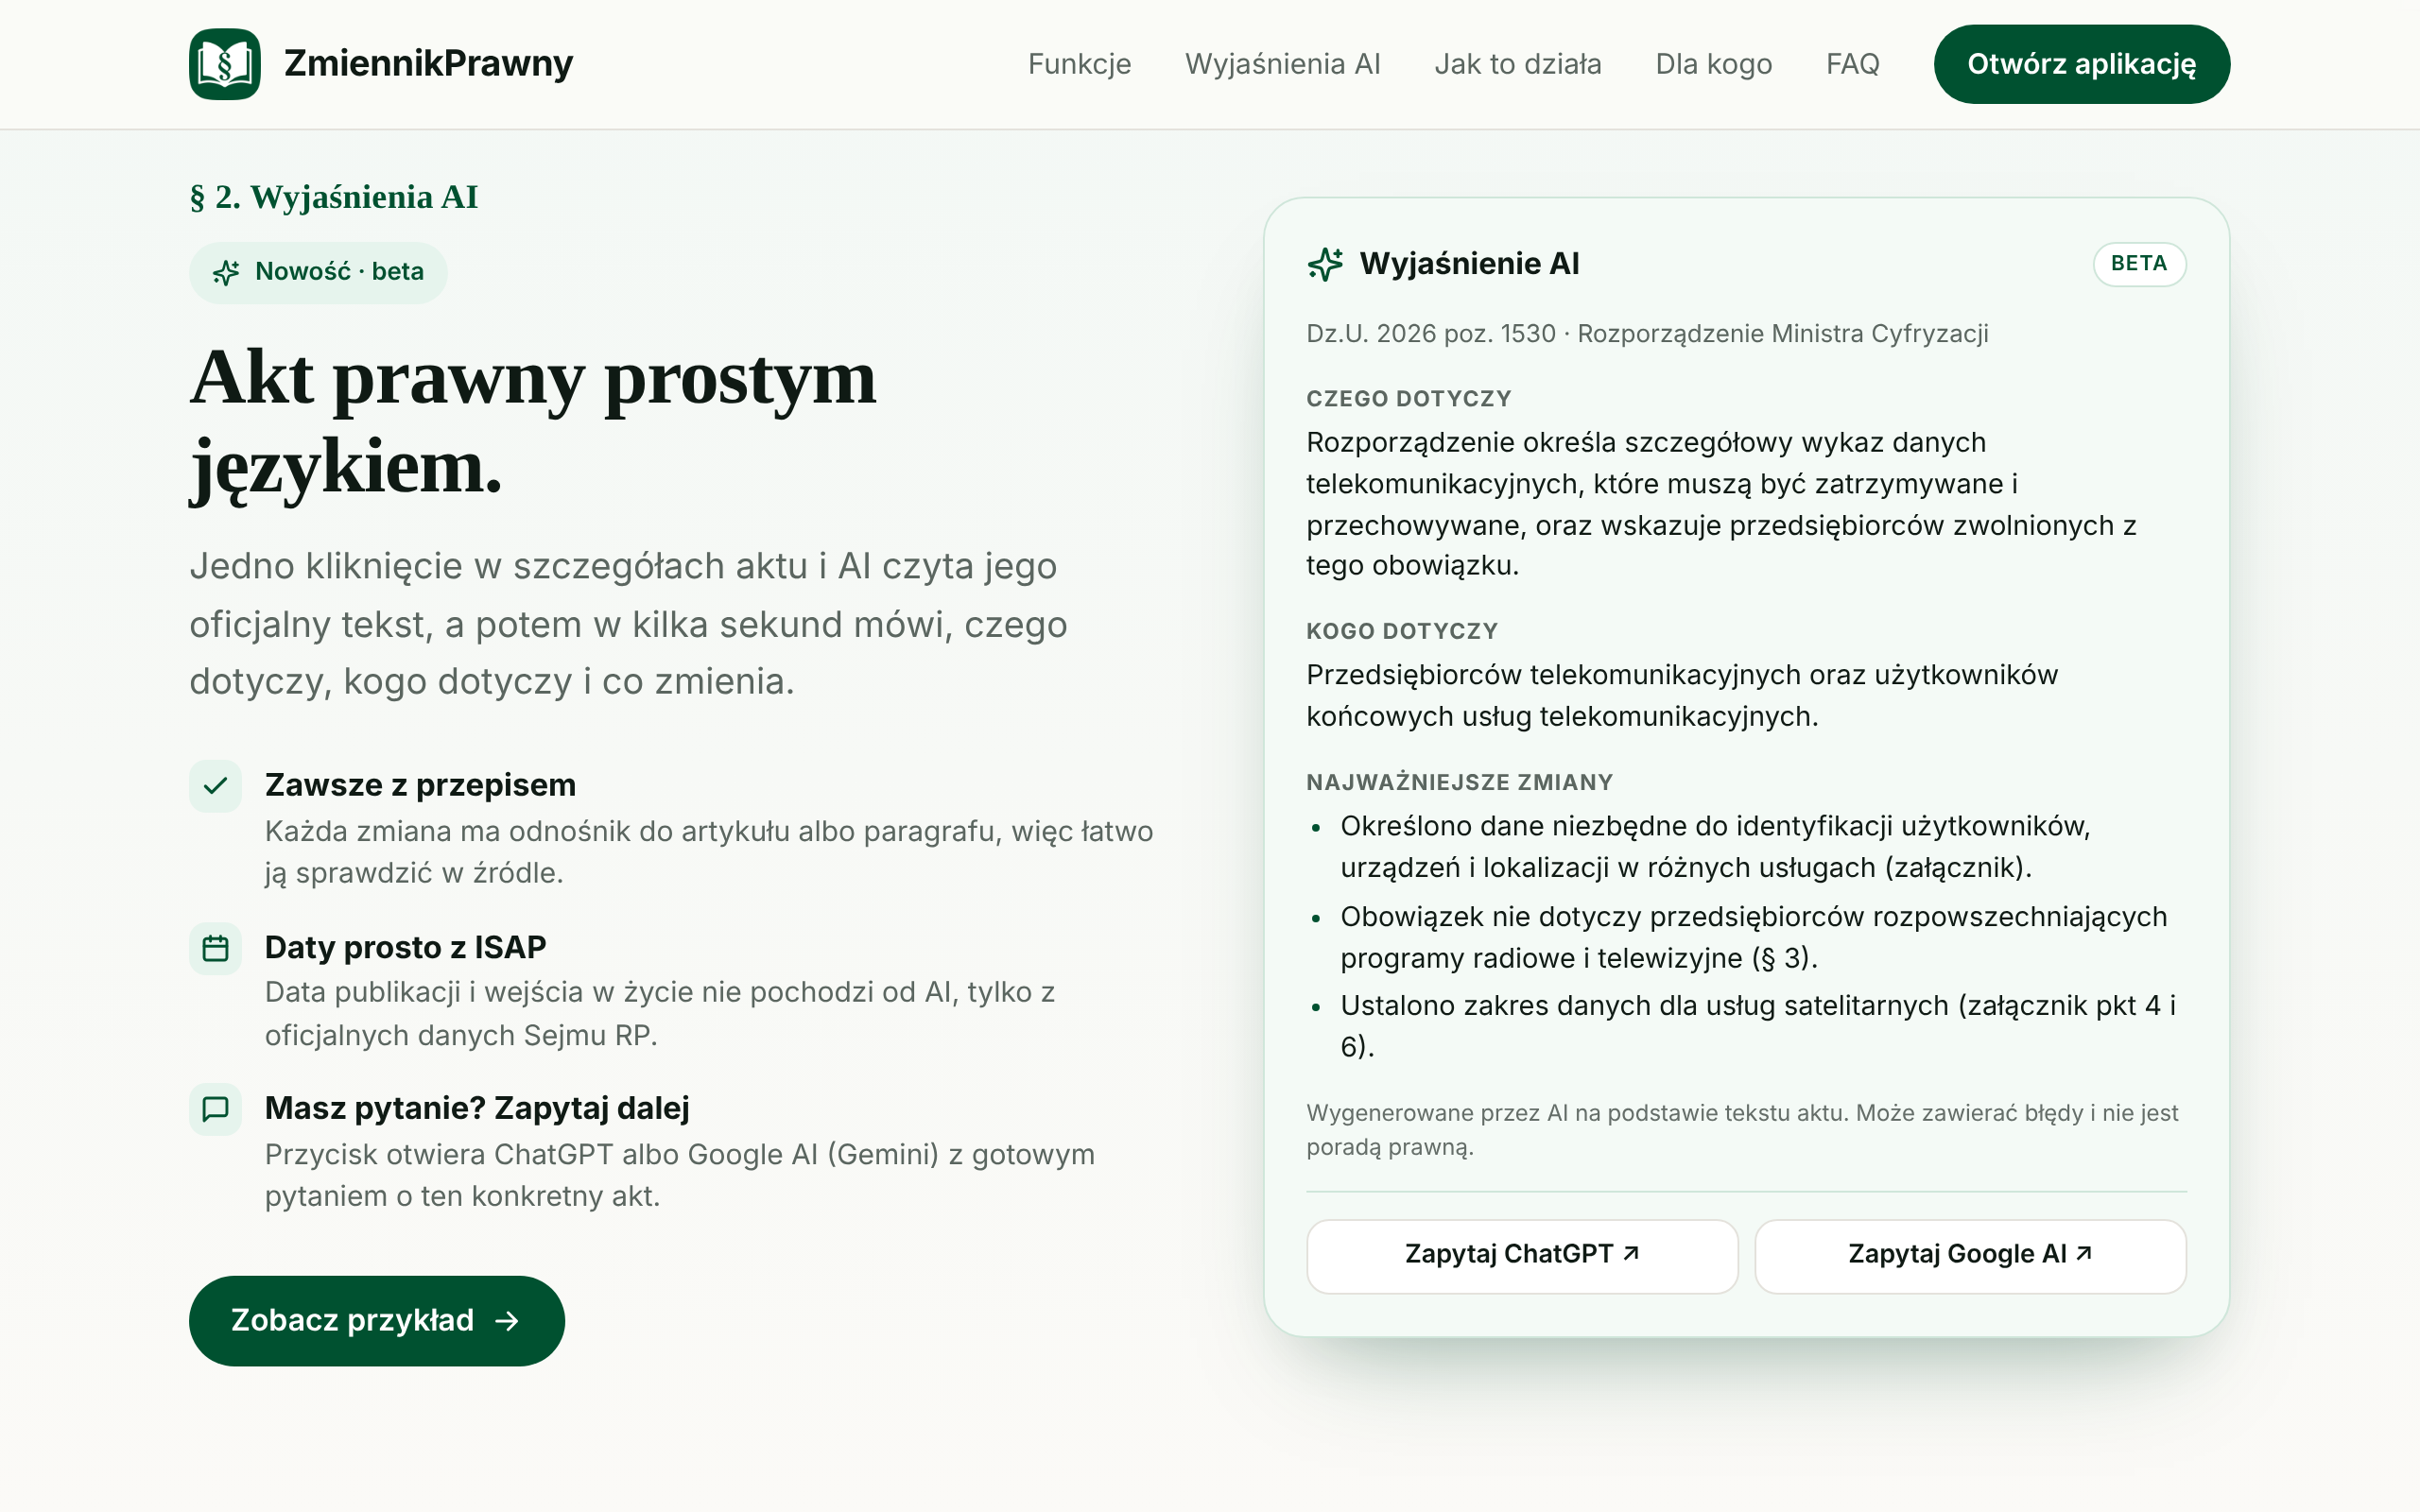 §
ZmiennikPrawny
Funkcje
Wyjaśnienia AI
Jak to działa
Dla kogo
FAQ
Otwórz aplikację
§ 2. Wyjaśnienia AI
Nowość · beta
Akt prawny prostym
językiem.
Jedno kliknięcie w szczegółach aktu i AI czyta jego
oficjalny tekst, a potem w kilka sekund mówi, czego
dotyczy, kogo dotyczy i co zmienia.
Zawsze z przepisem
Każda zmiana ma odnośnik do artykułu albo paragrafu, więc łatwo
ją sprawdzić w źródle.
Daty prosto z ISAP
Data publikacji i wejścia w życie nie pochodzi od AI, tylko z
oficjalnych danych Sejmu RP.
Masz pytanie? Zapytaj dalej
Przycisk otwiera ChatGPT albo Google AI (Gemini) z gotowym
pytaniem o ten konkretny akt.
Zobacz przykład →
Wyjaśnienie AI
BETA
Dz.U. 2026 poz. 1530 · Rozporządzenie Ministra Cyfryzacji
CZEGO DOTYCZY
Rozporządzenie określa szczegółowy wykaz danych
telekomunikacyjnych, które muszą być zatrzymywane i
przechowywane, oraz wskazuje przedsiębiorców zwolnionych z
tego obowiązku.
KOGO DOTYCZY
Przedsiębiorców telekomunikacyjnych oraz użytkowników
końcowych usług telekomunikacyjnych.
NAJWAŻNIEJSZE ZMIANY
• Określono dane niezbędne do identyfikacji użytkowników,
urządzeń i lokalizacji w różnych usługach (załącznik).
• Obowiązek nie dotyczy przedsiębiorców rozpowszechniających
programy radiowe i telewizyjne (§ 3).
• Ustalono zakres danych dla usług satelitarnych (załącznik pkt 4 i
6).
Wygenerowane przez AI na podstawie tekstu aktu. Może zawierać błędy i nie jest
poradą prawną.
Zapytaj ChatGPT ↗
Zapytaj Google AI ↗